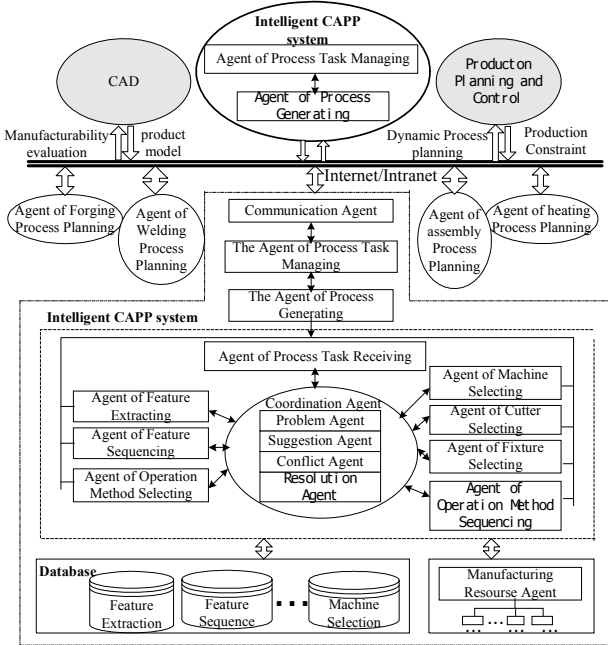 Intelligent CAPP
system
Agent of Process Task Managing
Agent of Process
Generating
CAD
Production
Planning and
Control
Manufacturability
evaluation
product
model
Dynamic Process
planning
Production
Constraint
Internet/Intranet
Agent of Forging
Process Planning
Agent of
Welding
Process
Planning
Communication Agent
The Agent of Process Task
Managing
The Agent of Process
Generating
Agent of
assembly
Process
Planning
Agent of heating
Process Planning
Intelligent CAPP system
Agent of Process Task Receiving
Agent of Feature
Extracting
Agent of Feature
Sequencing
Agent of Operation
Method Selecting
Coordination Agent
Problem Agent
Suggestion Agent
Conflict Agent
Resolution
Agent
Agent of Machine
Selecting
Agent of Cutter
Selecting
Agent of Fixture
Selecting
Agent of
Operation Method
Sequencing
Database
Feature
Extraction
Feature
Sequence
Machine
Selection
Manufacturing
Resourse Agent